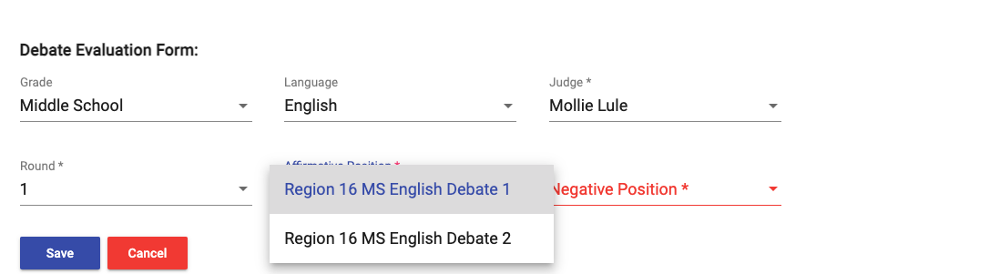 Debate Evaluation Form:
Grade
Language
Judge *
Middle School
English
Mollie Lule
Round *
Affirmative Position *
1
Region 16 MS English Debate 1
Negative Position *
Region 16 MS English Debate 2
Save
Cancel